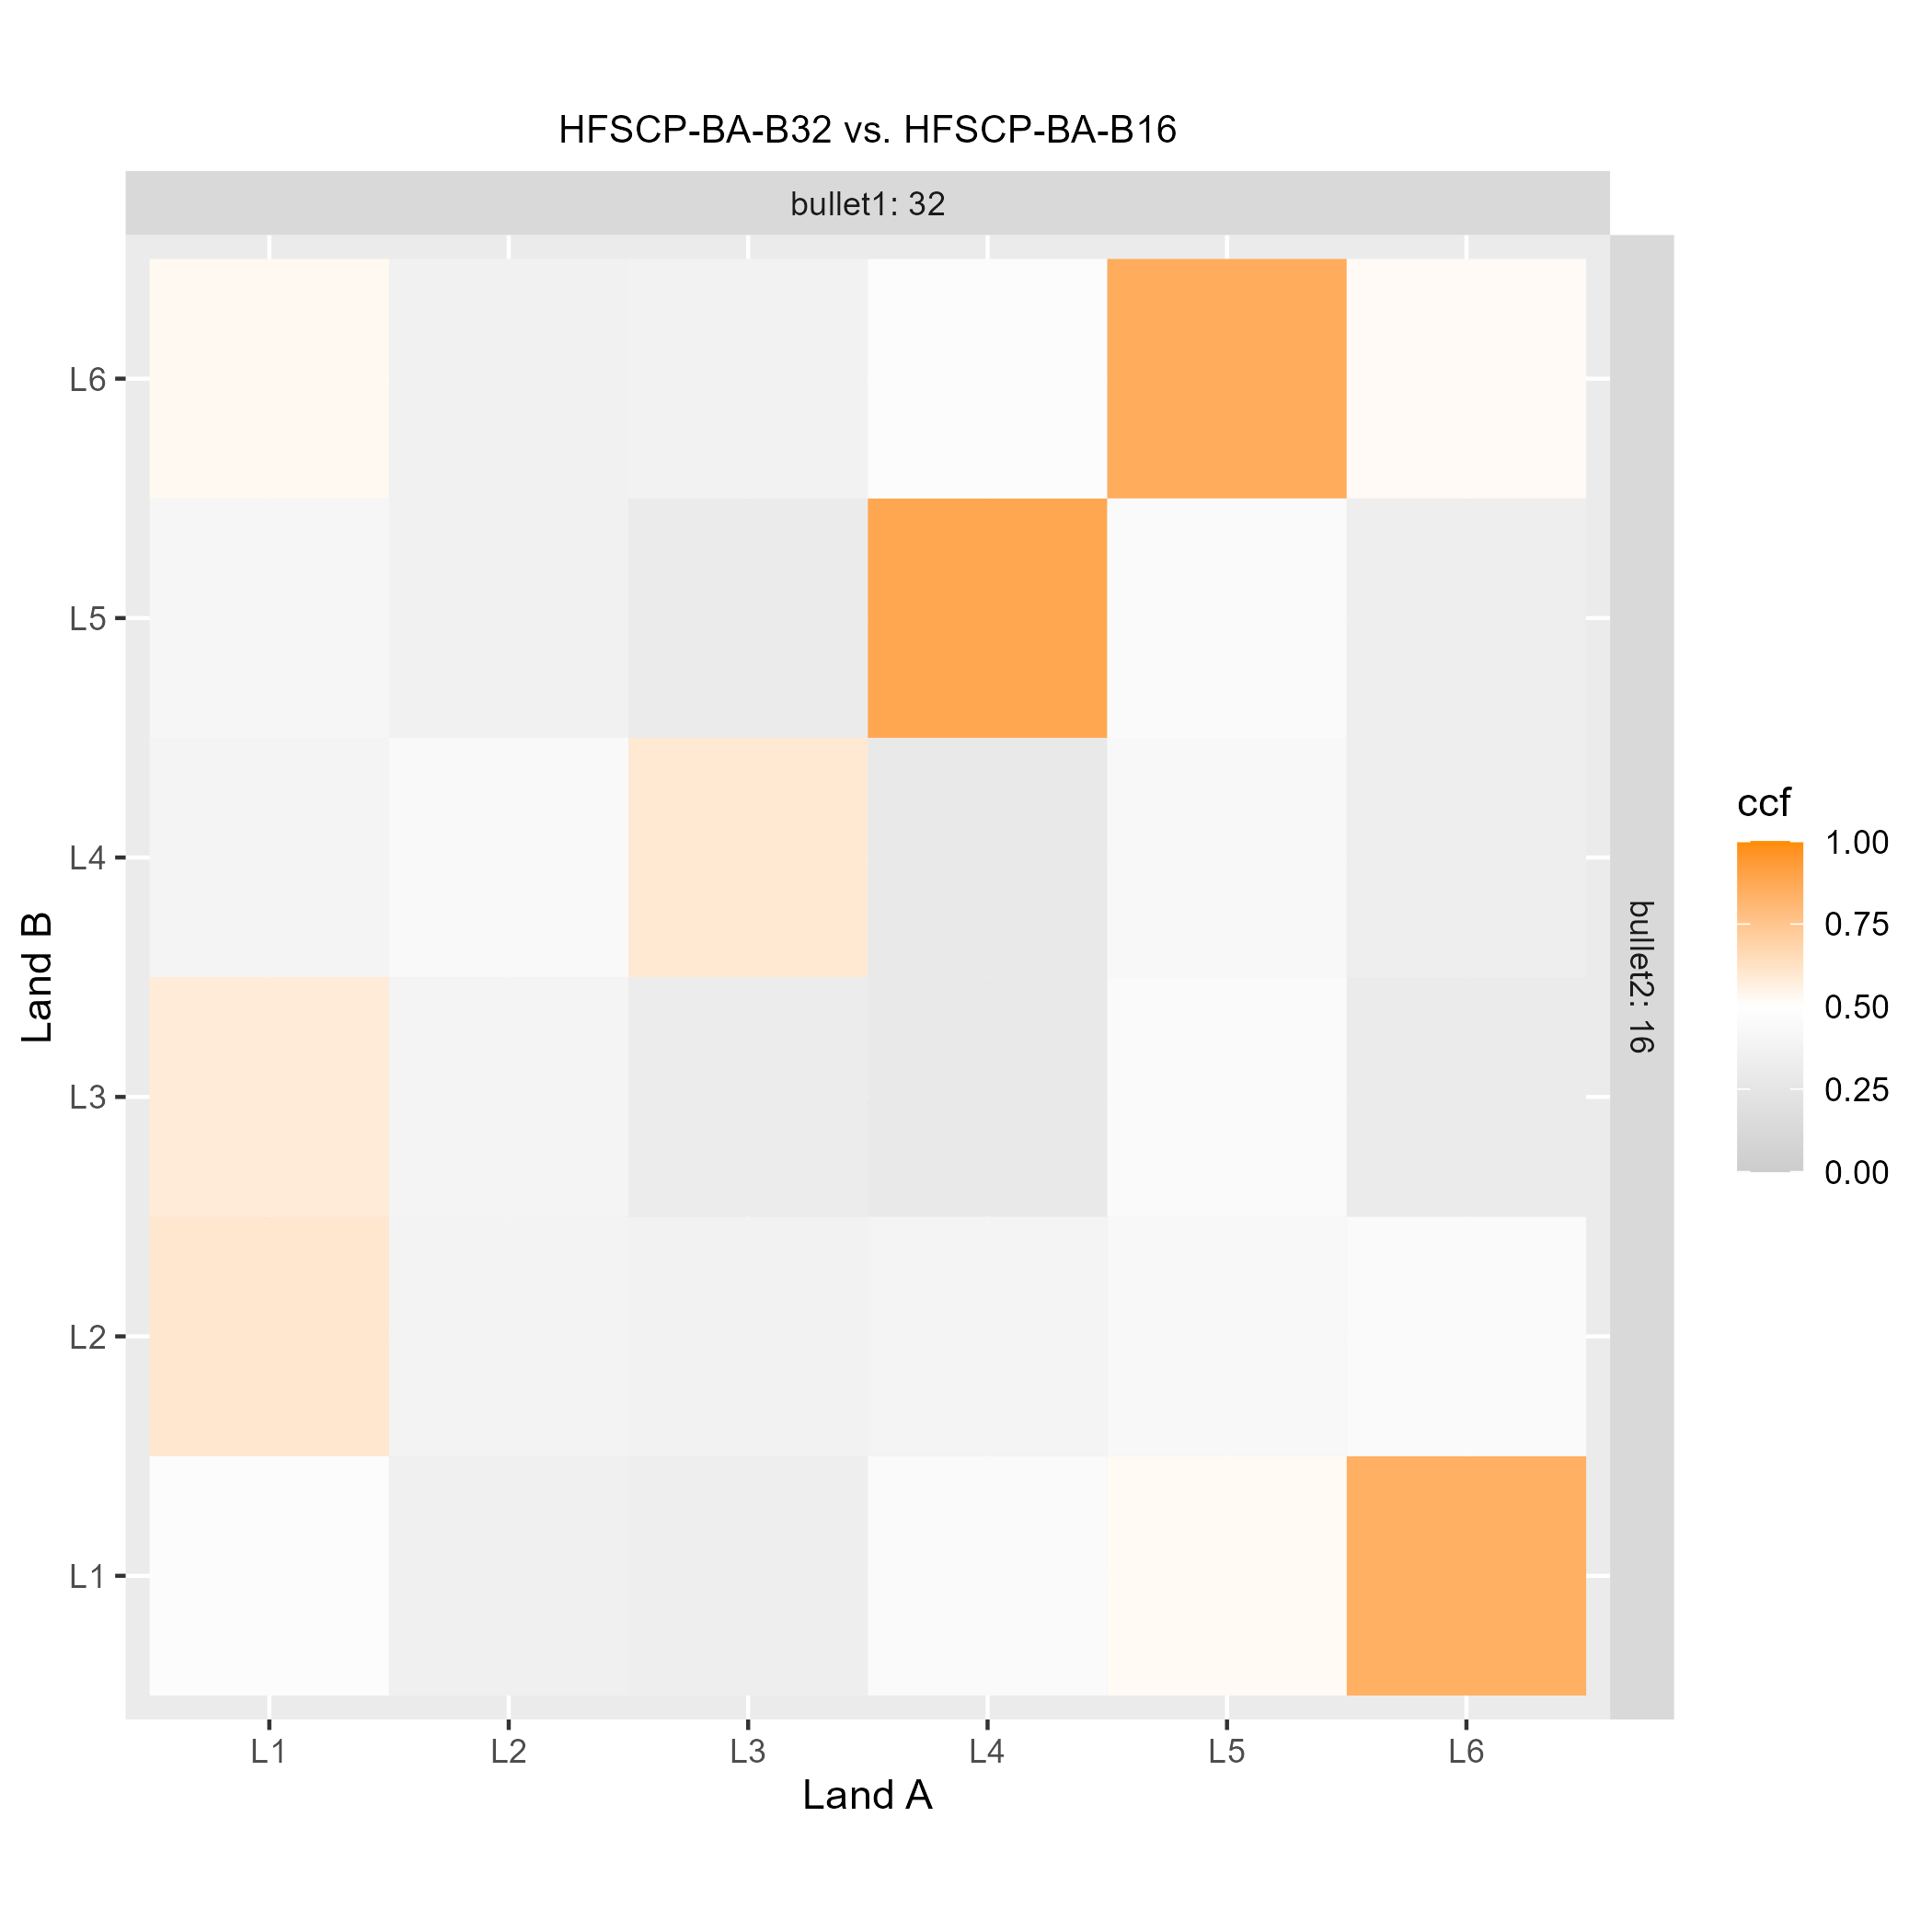 HFSCP-BA-B32 vs. HFSCP-BA-B16
bullet1: 32
L6
L5
L4
L3
L2
L1
Land B
bullet2: 16
ccf
1.00
0.75
0.50
0.25
0.00
L1 L2 L3 L4 L5 L6
Land A